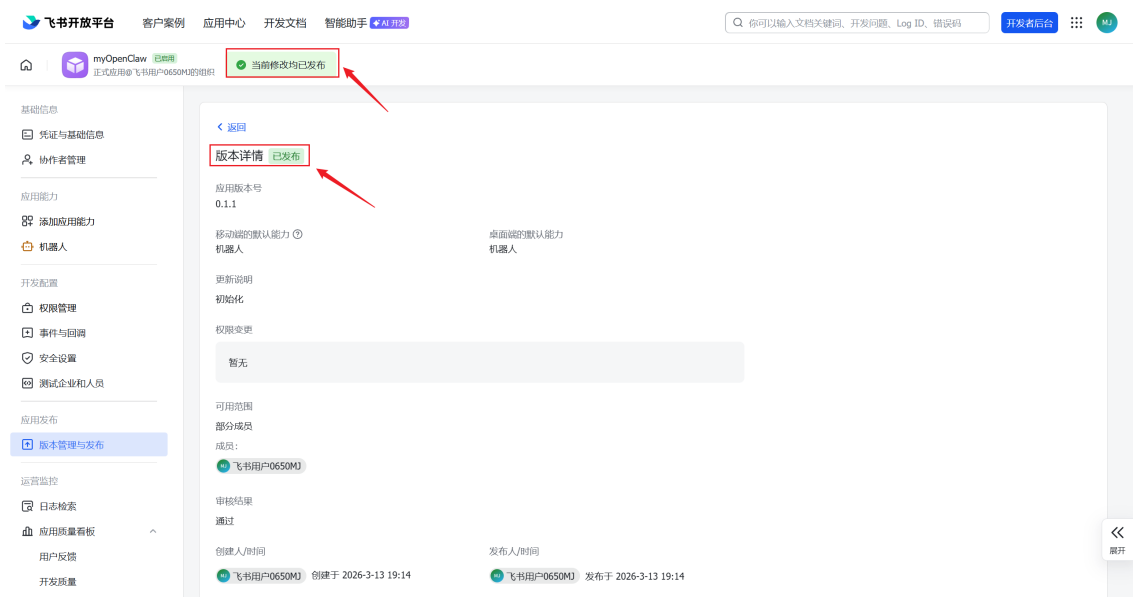 飞书开放平台 客户案例 应用中心 开发文档 智能助手 AI 开发 你可以输入文档关键词、开发问题、Log ID、错误码 开发者后台 MJ
myOpenClaw 已启用
正式应用@飞书用户0650MJ的组织
当前修改均已发布
基础信息
凭证与基础信息
协作者管理
应用能力
添加应用能力
机器人
开发配置
权限管理
事件与回调
安全设置
测试企业和人员
应用发布
版本管理与发布
运营监控
日志检索
应用质量看板
用户反馈
开发质量
返回
版本详情 已发布
应用版本号
0.1.1
移动端的默认能力 桌面端的默认能力
机器人 机器人
更新说明
初始化
权限变更
暂无
可用范围
部分成员
成员:
MJ 飞书用户0650MJ
审核结果
通过
创建人/时间 发布人/时间
MJ 飞书用户0650MJ 创建于 2026-3-13 19:14 MJ 飞书用户0650MJ 发布于 2026-3-13 19:14
展开